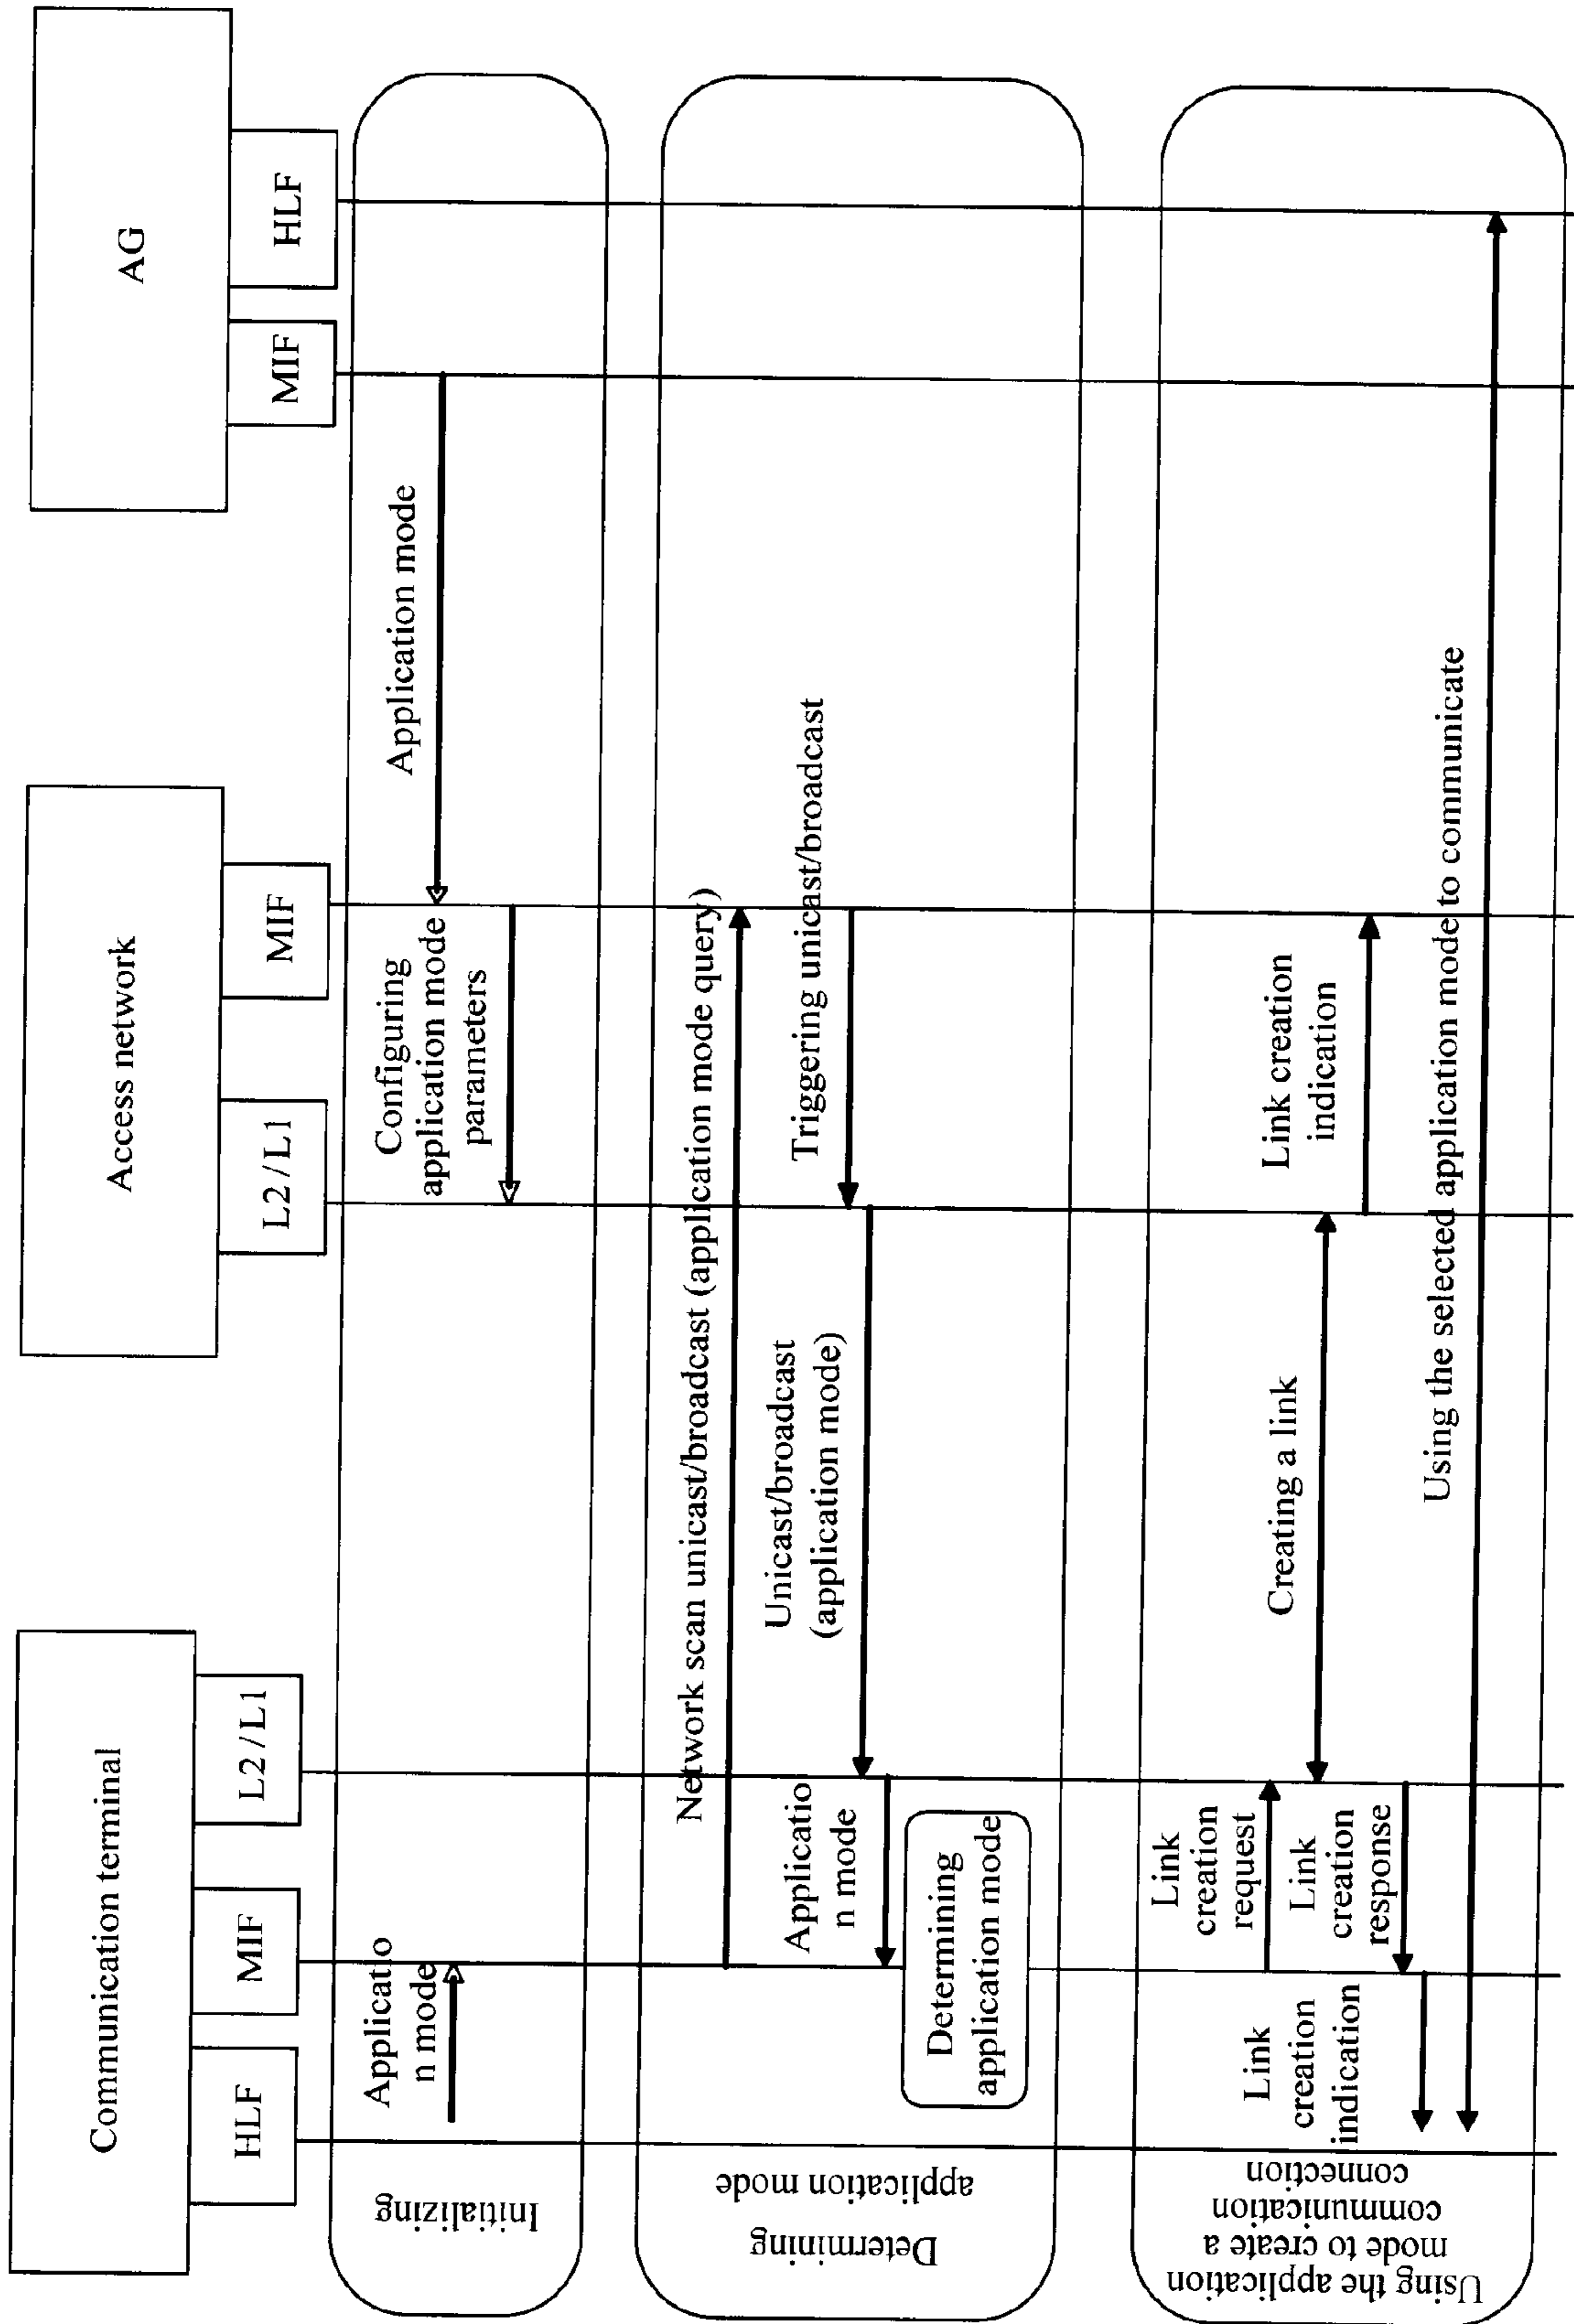 Communication terminal
Access network
AG
HLF
MIF
L2/L1
L2/L1
MIF
MIF
HLF
Initializing
Applicatio
n mode
Configuring
application mode
parameters
Application mode
Determining
application mode
Network scan unicast/broadcast (application mode query)
Triggering unicast/broadcast
Unicast/broadcast
(application mode)
Applicatio
n mode
Determining
application mode
Using the application
mode to create a
communication
connection
Link
creation
request
Creating a link
Link creation
indication
Link
creation
response
Link
creation
indication
Using the selected application mode to communicate